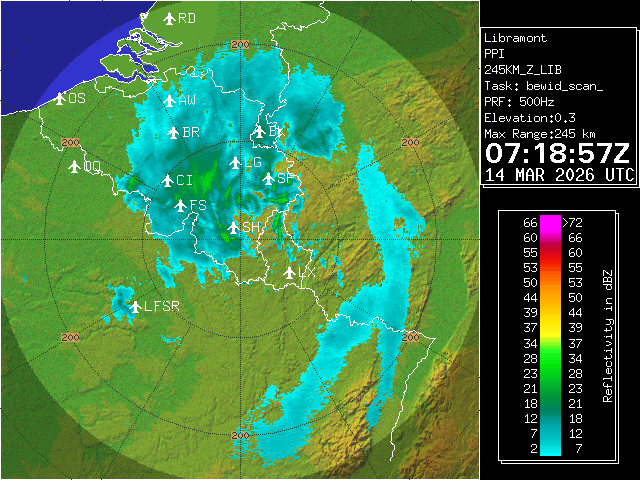 Libramont
PPI
245KM_Z_LIB
Task: bewid_scan_
PRF: 500Hz
Elevation:0.3
Max Range:245 km
07:18:57Z
14 MAR 2026 UTC
RD
200
OS
AW
BR
200
200
LG
CI
SP
FS
SH
LX
LFSR
200
200
200
66 >72
60 66
55 60
53 55
50 53
44 50
39 44
37 39
34 37
28 34
23 28
21 23
18 21
12 18
7 12
2 7
Reflectivity in dBZ